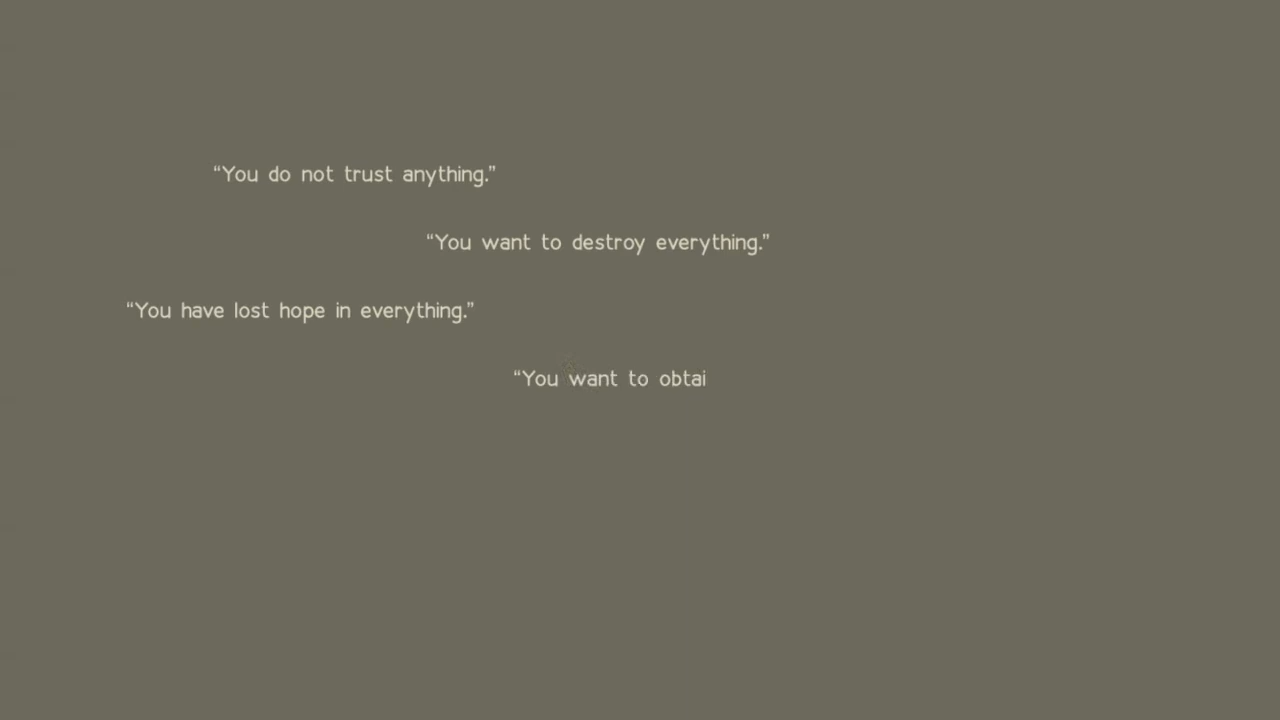 “You do not trust anything.”
“You want to destroy everything.”
“You have lost hope in everything.”
“You want to obtai